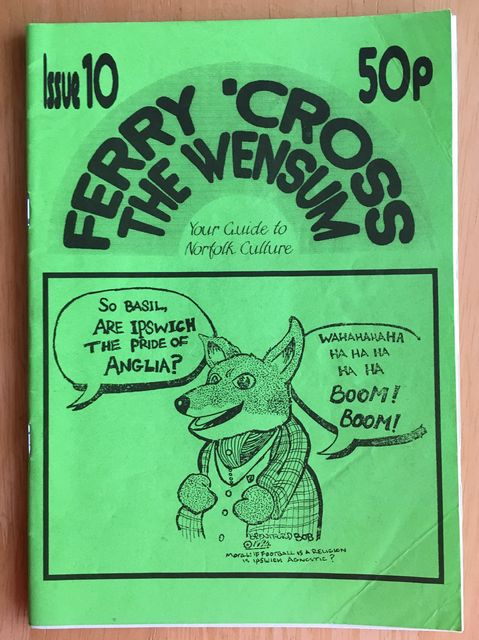 Issue 10
50p
FERRY 'CROSS
THE WENSUM
Your Guide to
Norfolk Culture
SO BASIL,
ARE IPSWICH
THE PRIDE OF
ANGLIA?
WAHAHAHAHA
HA HA HA
HA HA
BOOM!
BOOM!
BOB
MORAL: IF FOOTBALL IS A RELIGION
IS IPSWICH AGNOSTIC?